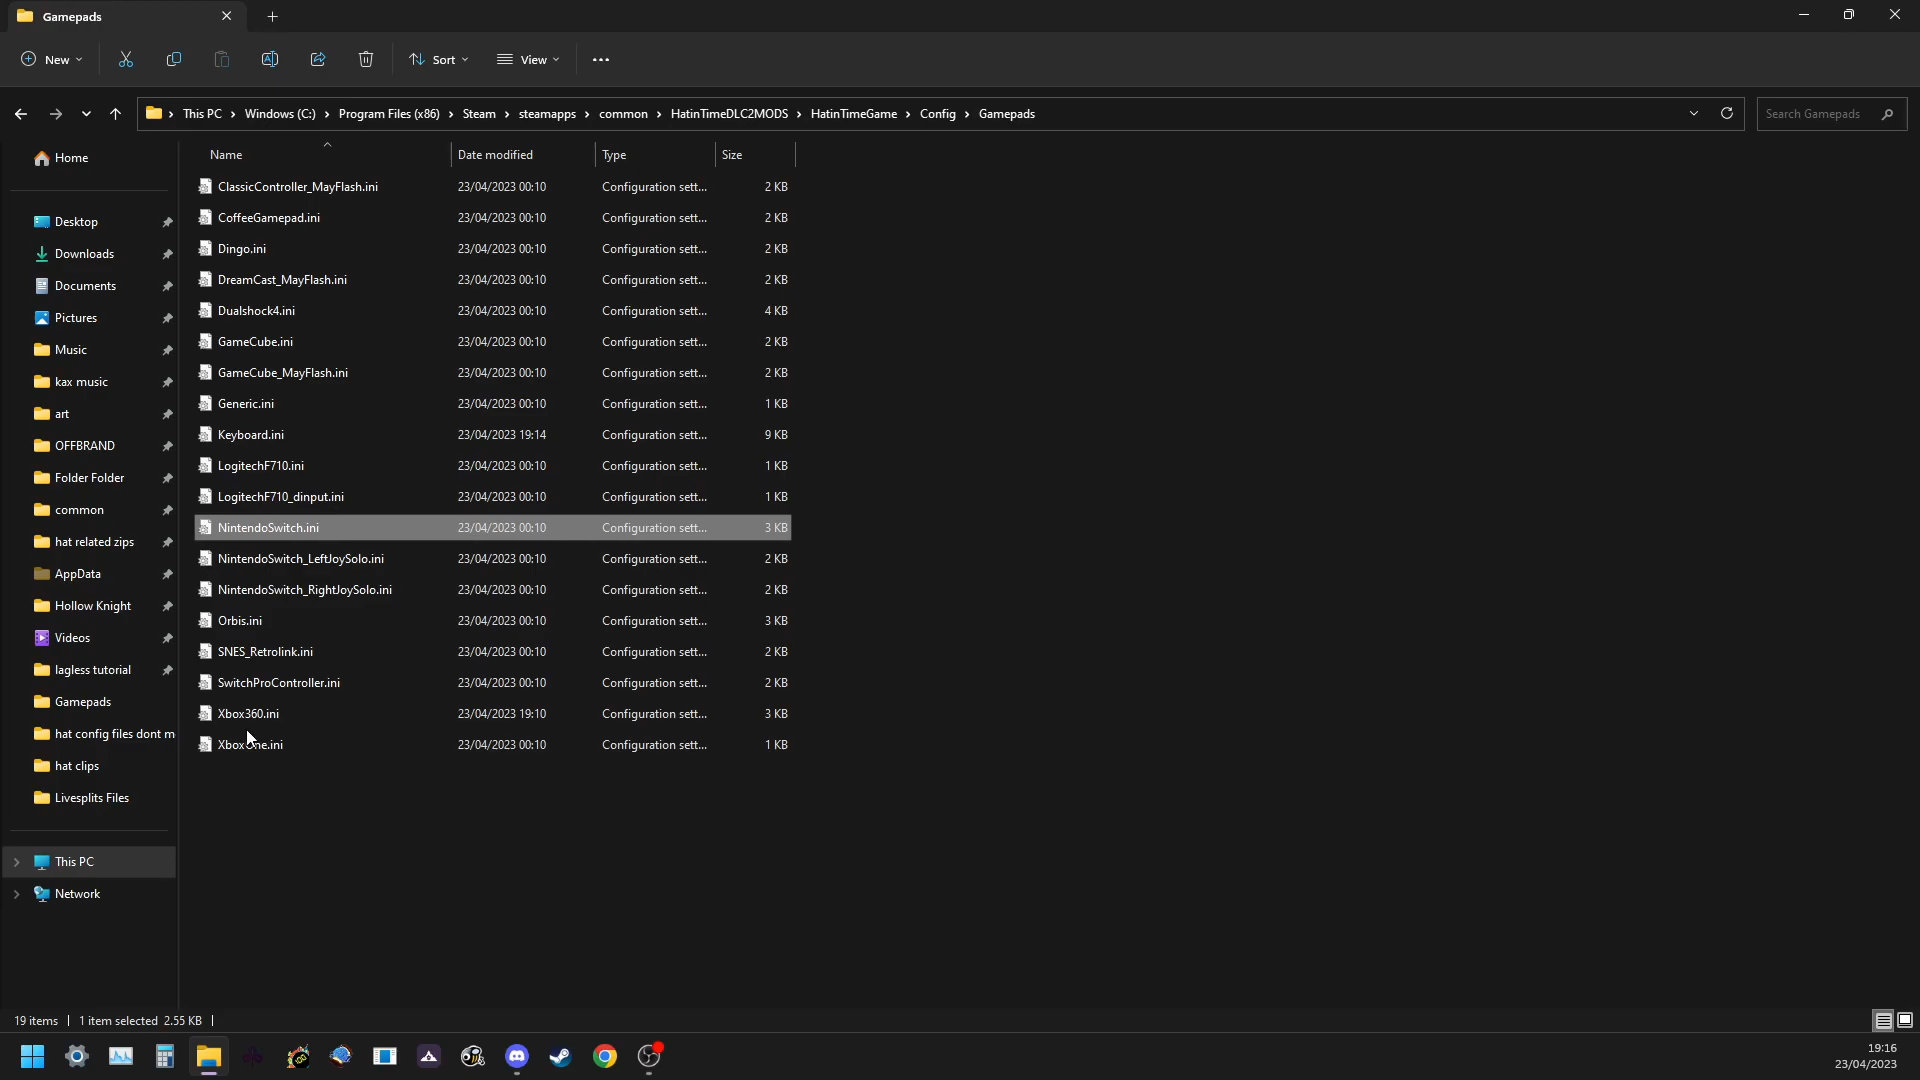 Gamepads
New
Sort
View
This PC > Windows (C:) > Program Files (x86) > Steam > steamapps > common > HatinTimeDLC2MODS > HatinTimeGame > Config > Gamepads
Search Gamepads
Home
Desktop
Downloads
Documents
Pictures
Music
kax music
art
OFFBRAND
Folder Folder
common
hat related zips
AppData
Hollow Knight
Videos
lagless tutorial
Gamepads
hat config files dont m
hat clips
Livesplits Files
This PC
Network
Name Date modified Type Size
ClassicController_MayFlash.ini 23/04/2023 00:10 Configuration sett... 2 KB
CoffeeGamepad.ini 23/04/2023 00:10 Configuration sett... 2 KB
Dingo.ini 23/04/2023 00:10 Configuration sett... 2 KB
DreamCast_MayFlash.ini 23/04/2023 00:10 Configuration sett... 2 KB
Dualshock4.ini 23/04/2023 00:10 Configuration sett... 4 KB
GameCube.ini 23/04/2023 00:10 Configuration sett... 2 KB
GameCube_MayFlash.ini 23/04/2023 00:10 Configuration sett... 2 KB
Generic.ini 23/04/2023 00:10 Configuration sett... 1 KB
Keyboard.ini 23/04/2023 19:14 Configuration sett... 9 KB
LogitechF710.ini 23/04/2023 00:10 Configuration sett... 1 KB
LogitechF710_dinput.ini 23/04/2023 00:10 Configuration sett... 1 KB
NintendoSwitch.ini 23/04/2023 00:10 Configuration sett... 3 KB
NintendoSwitch_LeftJoySolo.ini 23/04/2023 00:10 Configuration sett... 2 KB
NintendoSwitch_RightJoySolo.ini 23/04/2023 00:10 Configuration sett... 2 KB
Orbis.ini 23/04/2023 00:10 Configuration sett... 3 KB
SNES_Retrolink.ini 23/04/2023 00:10 Configuration sett... 2 KB
SwitchProController.ini 23/04/2023 00:10 Configuration sett... 2 KB
Xbox360.ini 23/04/2023 19:10 Configuration sett... 3 KB
XboxOne.ini 23/04/2023 00:10 Configuration sett... 1 KB
19 items 1 item selected 2.55 KB
19:16
23/04/2023